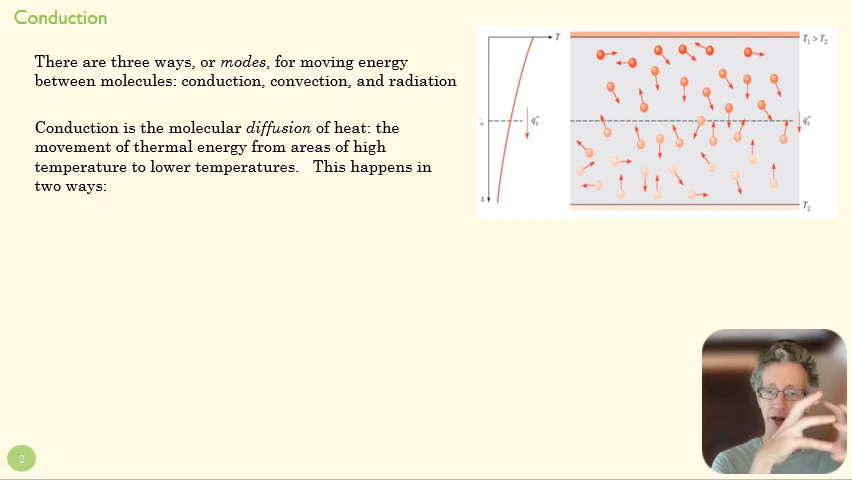 Conduction
There are three ways, or modes, for moving energy
between molecules: conduction, convection, and radiation
Conduction is the molecular diffusion of heat: the
movement of thermal energy from areas of high
temperature to lower temperatures. This happens in
two ways:
T
T₁ > T₂
qₓ″
qₓ″
x
T₂
2